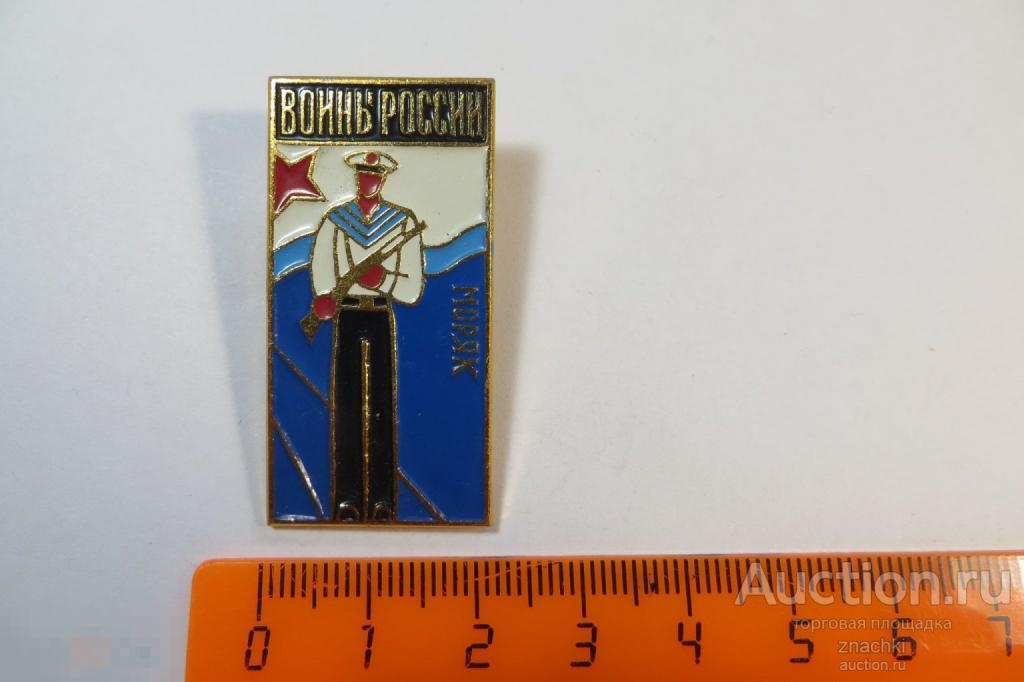 ВОИНЫ РОССИИ
МОРЯК
0 1 2 3 4 5 6 7
Auction.ru
торговая площадка
znachki
auction.ru